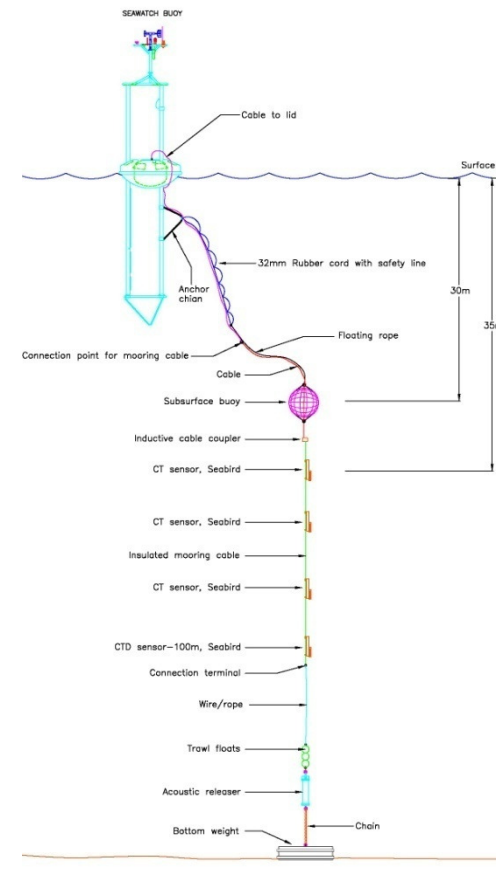 SEAWATCH BUOY
Cable to lid
Surface
32mm Rubber cord with safety line
Anchor
chian
30m
Floating rope
Connection point for mooring cable
Cable
Subsurface buoy
Inductive cable coupler
CT sensor, Seabird
CT sensor, Seabird
Insulated mooring cable
CT sensor, Seabird
CTD sensor-100m, Seabird
Connection terminal
Wire/rope
Trawl floats
Acoustic releaser
Chain
Bottom weight